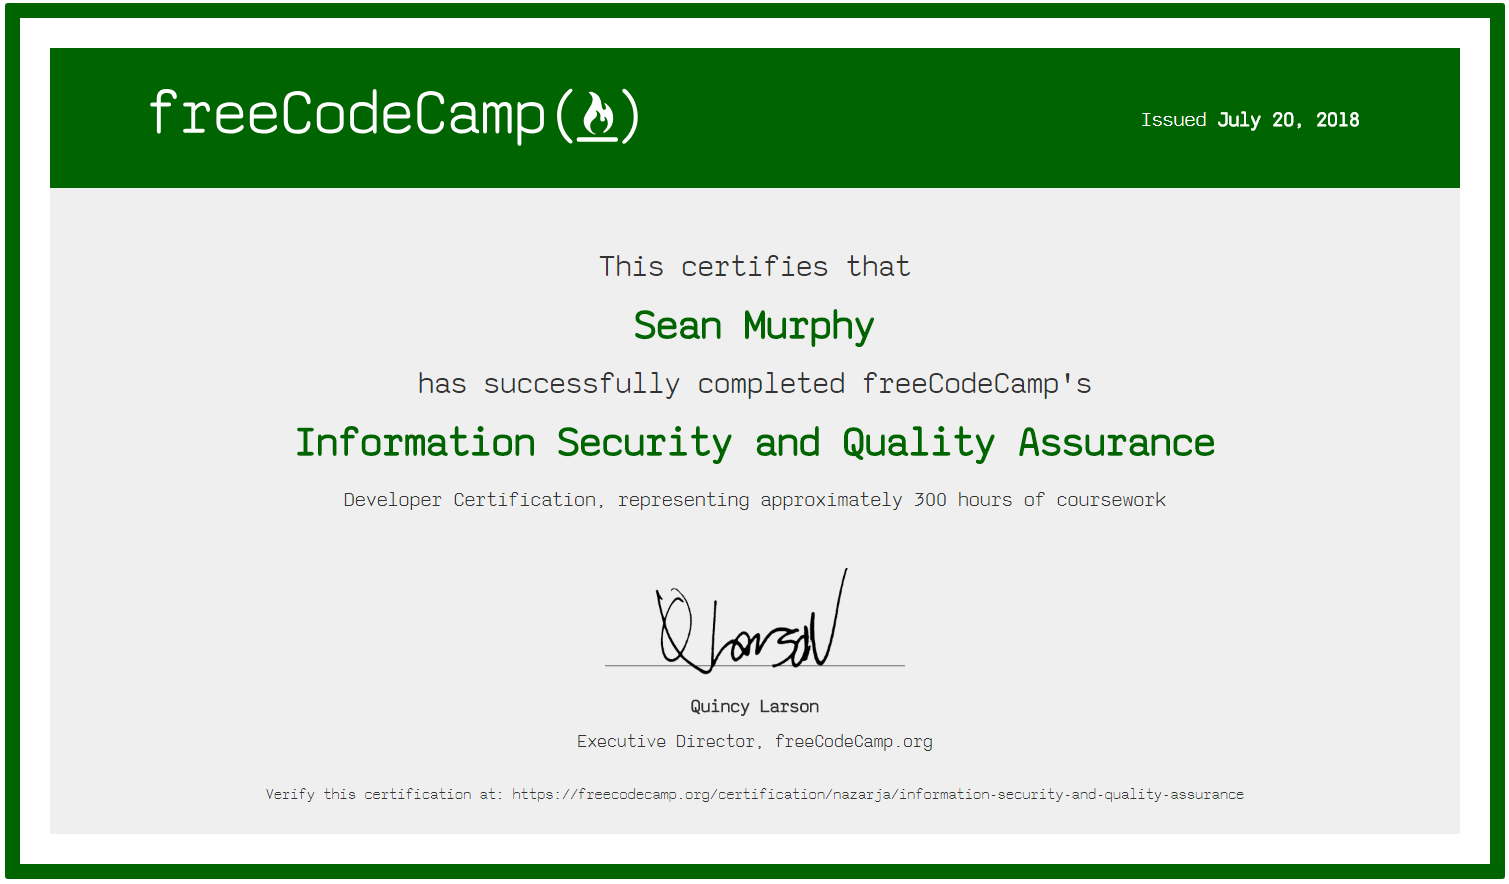 freeCodeCamp()
Issued July 20, 2018
This certifies that
Sean Murphy
has successfully completed freeCodeCamp's
Information Security and Quality Assurance
Developer Certification, representing approximately 300 hours of coursework
Q Larson
Quincy Larson
Executive Director, freeCodeCamp.org
Verify this certification at: https://freecodecamp.org/certification/nazarja/information-security-and-quality-assurance